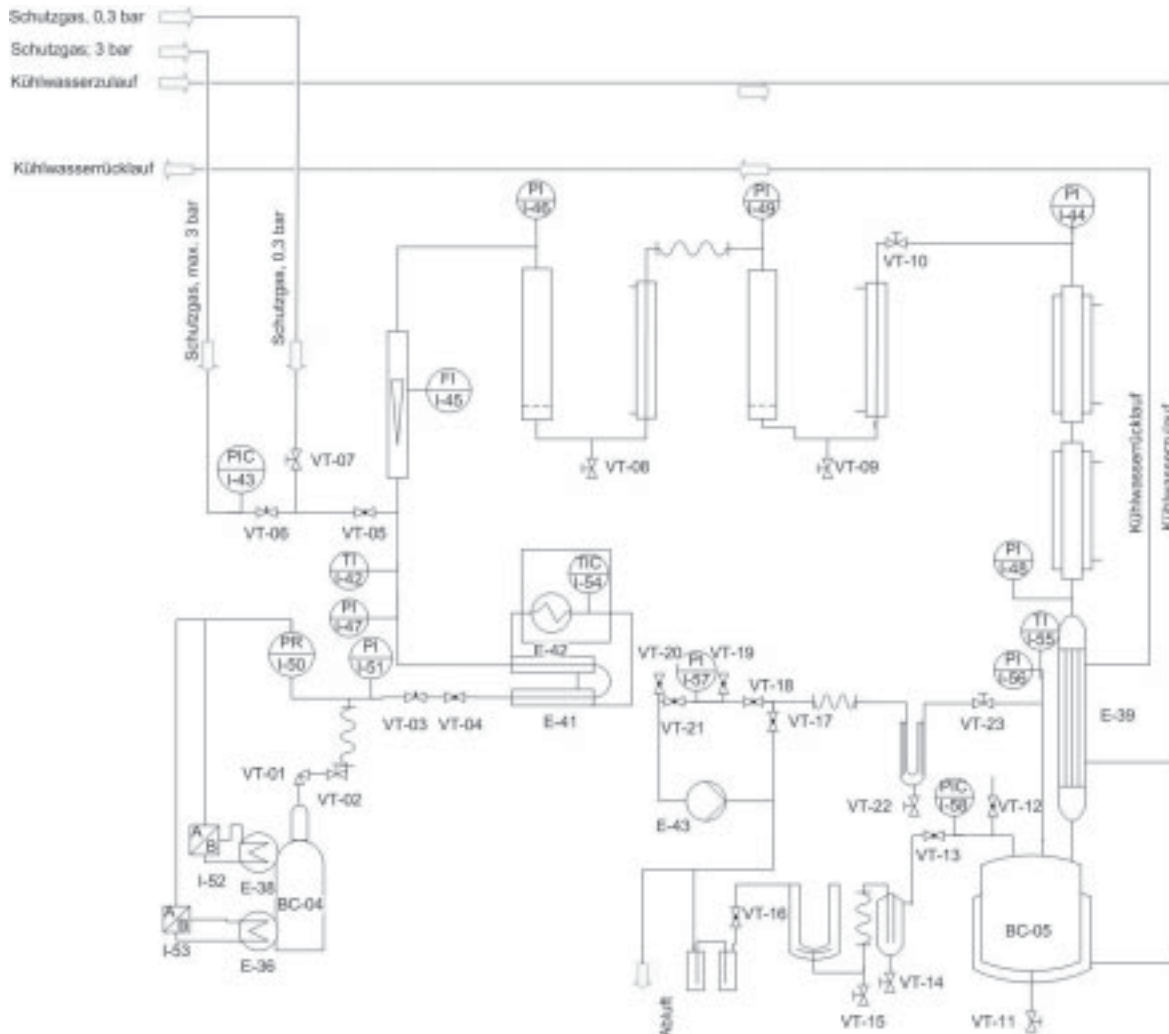 Schutzgas, 0,3 bar
Schutzgas, 3 bar
Kühlwasserzulauf
Kühlwasserrücklauf
Schutzgas, max. 3 bar
Schutzgas, 0,3 bar
PI
I-46
PI
I-49
PI
I-44
VT-10
FI
I-45
PIC
I-43
VT-07
VT-08
VT-09
VT-06
VT-05
Kühlwasserrücklauf
Kühlwasserzulauf
TI
I-42
TIC
I-54
PI
I-48
PI
I-47
PR
I-50
PI
I-51
E-42
TI
I-55
VT-20
PI
I-57
VT-19
VT-18
PI
I-56
VT-03
VT-04
E-41
VT-21
VT-17
VT-23
E-39
VT-01
VT-02
E-43
VT-22
PIC
I-58
VT-12
A
B
I-52
E-38
VT-13
BC-04
VT-16
BC-05
A
B
I-53
E-36
VT-14
Abluft
VT-15
VT-11